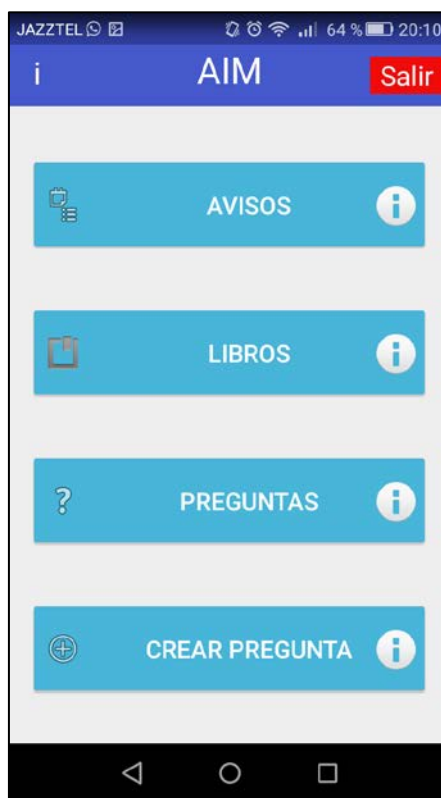 JAZZTEL 64 % 20:10
i AIM Salir
AVISOS i
LIBROS i
? PREGUNTAS i
CREAR PREGUNTA i